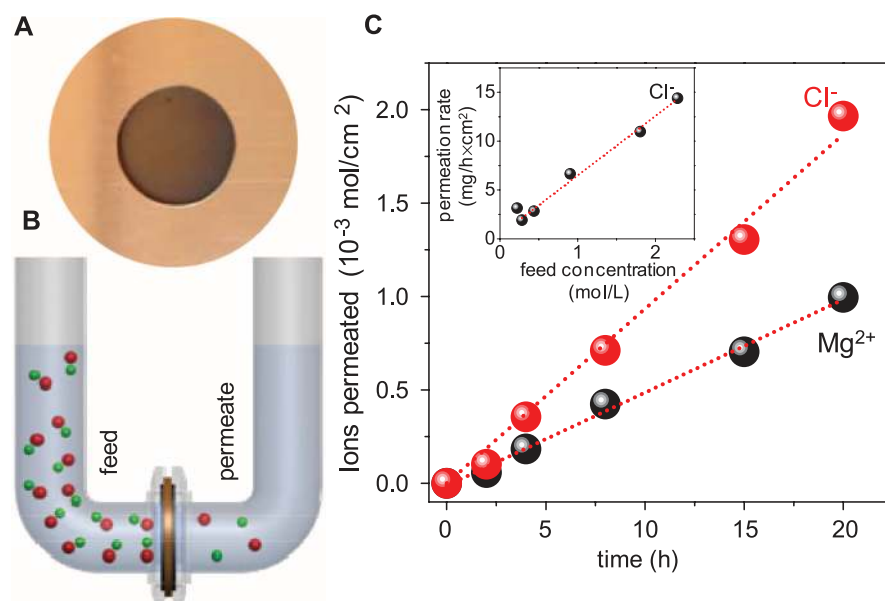 A
B
feed
permeate
C
Ions permeated (10⁻³ mol/cm ²)
2.0
1.5
1.0
0.5
0.0
0
5
10
15
20
time (h)
Cl⁻
Mg²⁺
permeation rate
(mg/h×cm²)
15
10
5
0
0
1
2
feed concentration
(mol/L)
Cl⁻